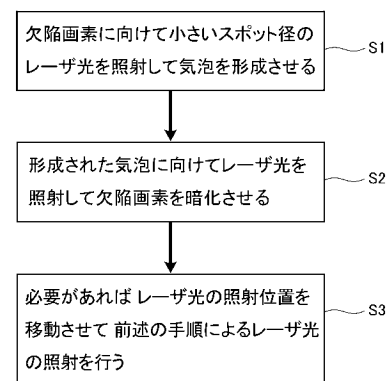 欠陥画素に向けて小さいスポット径の
レーザ光を照射して気泡を形成させる
S1
形成された気泡に向けてレーザ光を
照射して欠陥画素を暗化させる
S2
必要があれば レーザ光の照射位置を
移動させて 前述の手順によるレーザ光
の照射を行う
S3